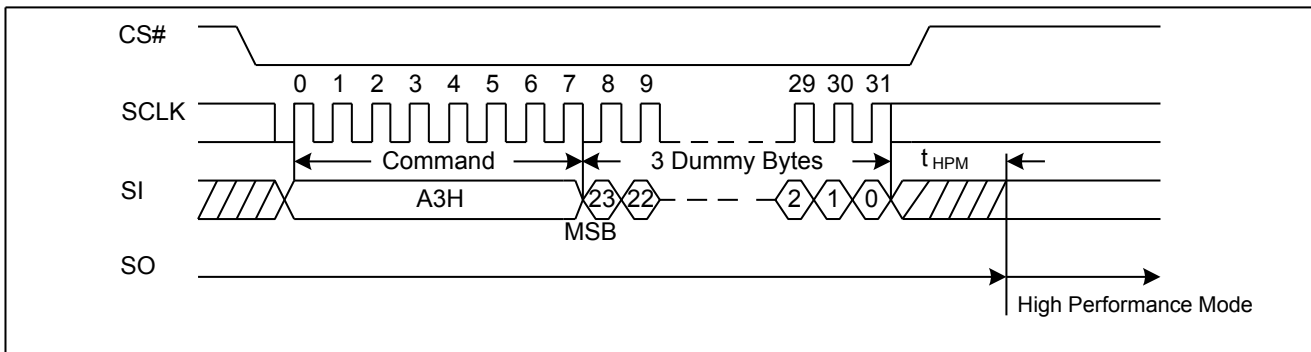 CS#
0 1 2 3 4 5 6 7 8 9 29 30 31
SCLK
Command 3 Dummy Bytes t HPM
SI A3H 23 22 2 1 0
MSB
SO
High Performance Mode